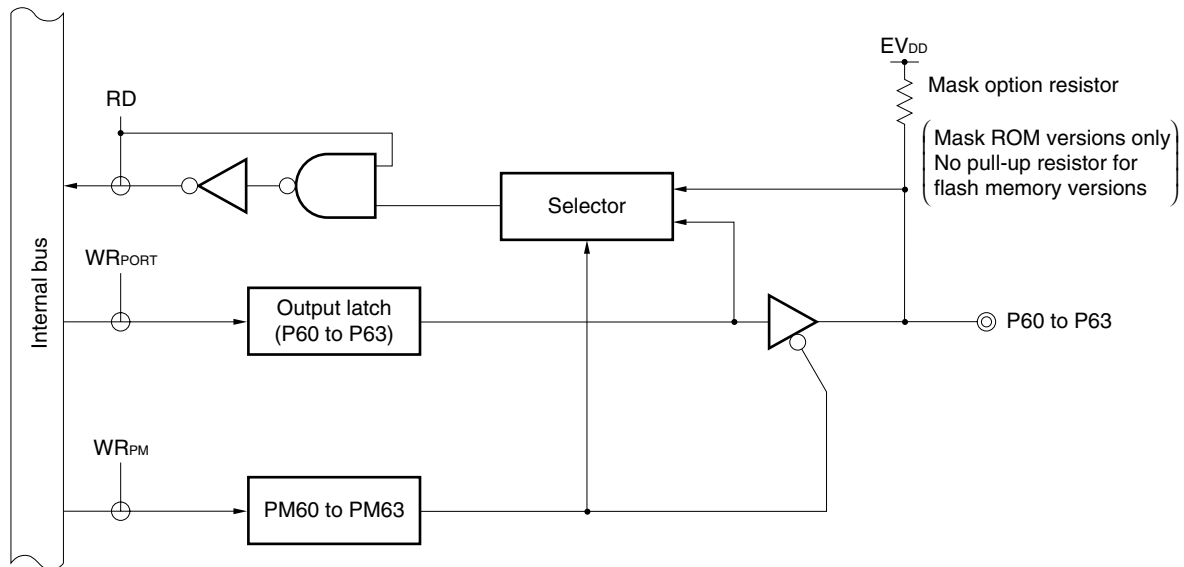 EVDD
Mask option resistor
Mask ROM versions only
No pull-up resistor for
flash memory versions
RD
Selector
WRPORT
Output latch
(P60 to P63)
P60 to P63
Internal bus
WRPM
PM60 to PM63